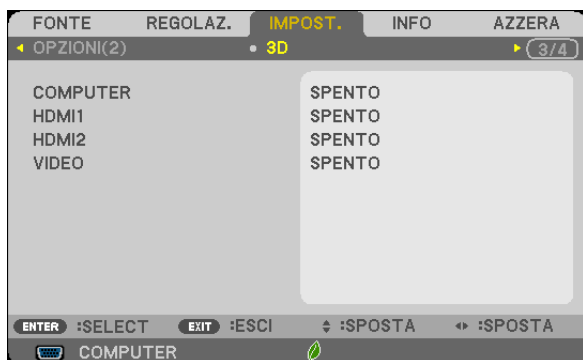 FONTE REGOLAZ. IMPOST. INFO AZZERA
OPZIONI(2) 3D 3/4
COMPUTER SPENTO
HDMI1 SPENTO
HDMI2 SPENTO
VIDEO SPENTO
ENTER :SELECT EXIT :ESCI :SPOSTA :SPOSTA
COMPUTER